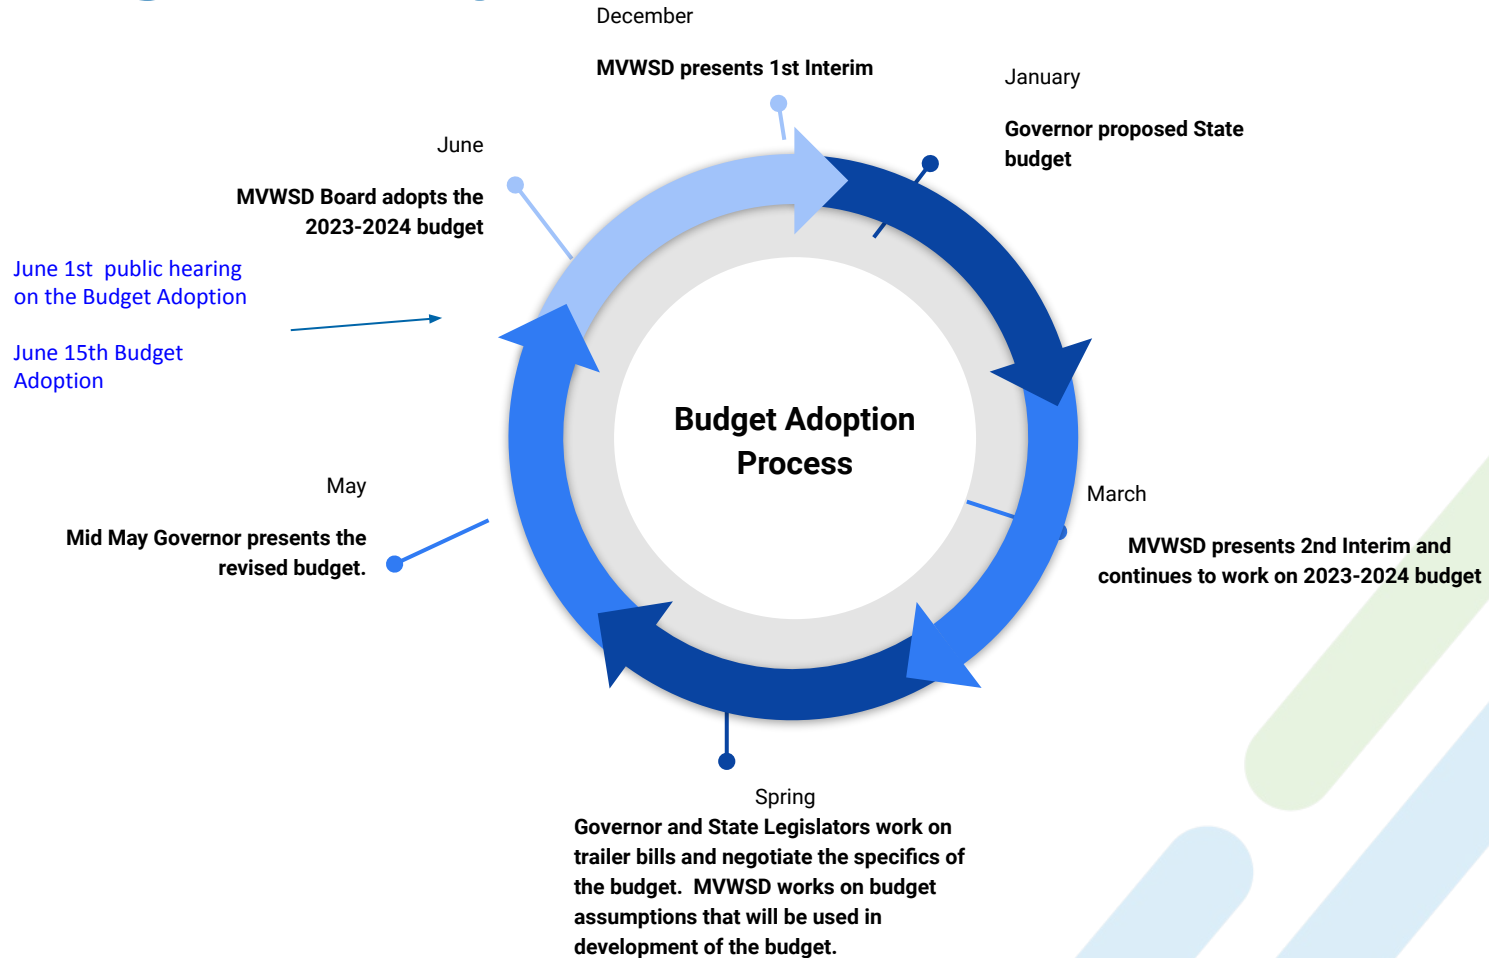 December
MVWSD presents 1st Interim
January
Governor proposed State
budget
June
MVWSD Board adopts the
2023-2024 budget
June 1st  public hearing
on the Budget Adoption
June 15th Budget
Adoption
Budget Adoption
Process
May
Mid May Governor presents the
revised budget.
March
MVWSD presents 2nd Interim and
continues to work on 2023-2024 budget
Spring
Governor and State Legislators work on
trailer bills and negotiate the specifics of
the budget.  MVWSD works on budget
assumptions that will be used in
development of the budget.